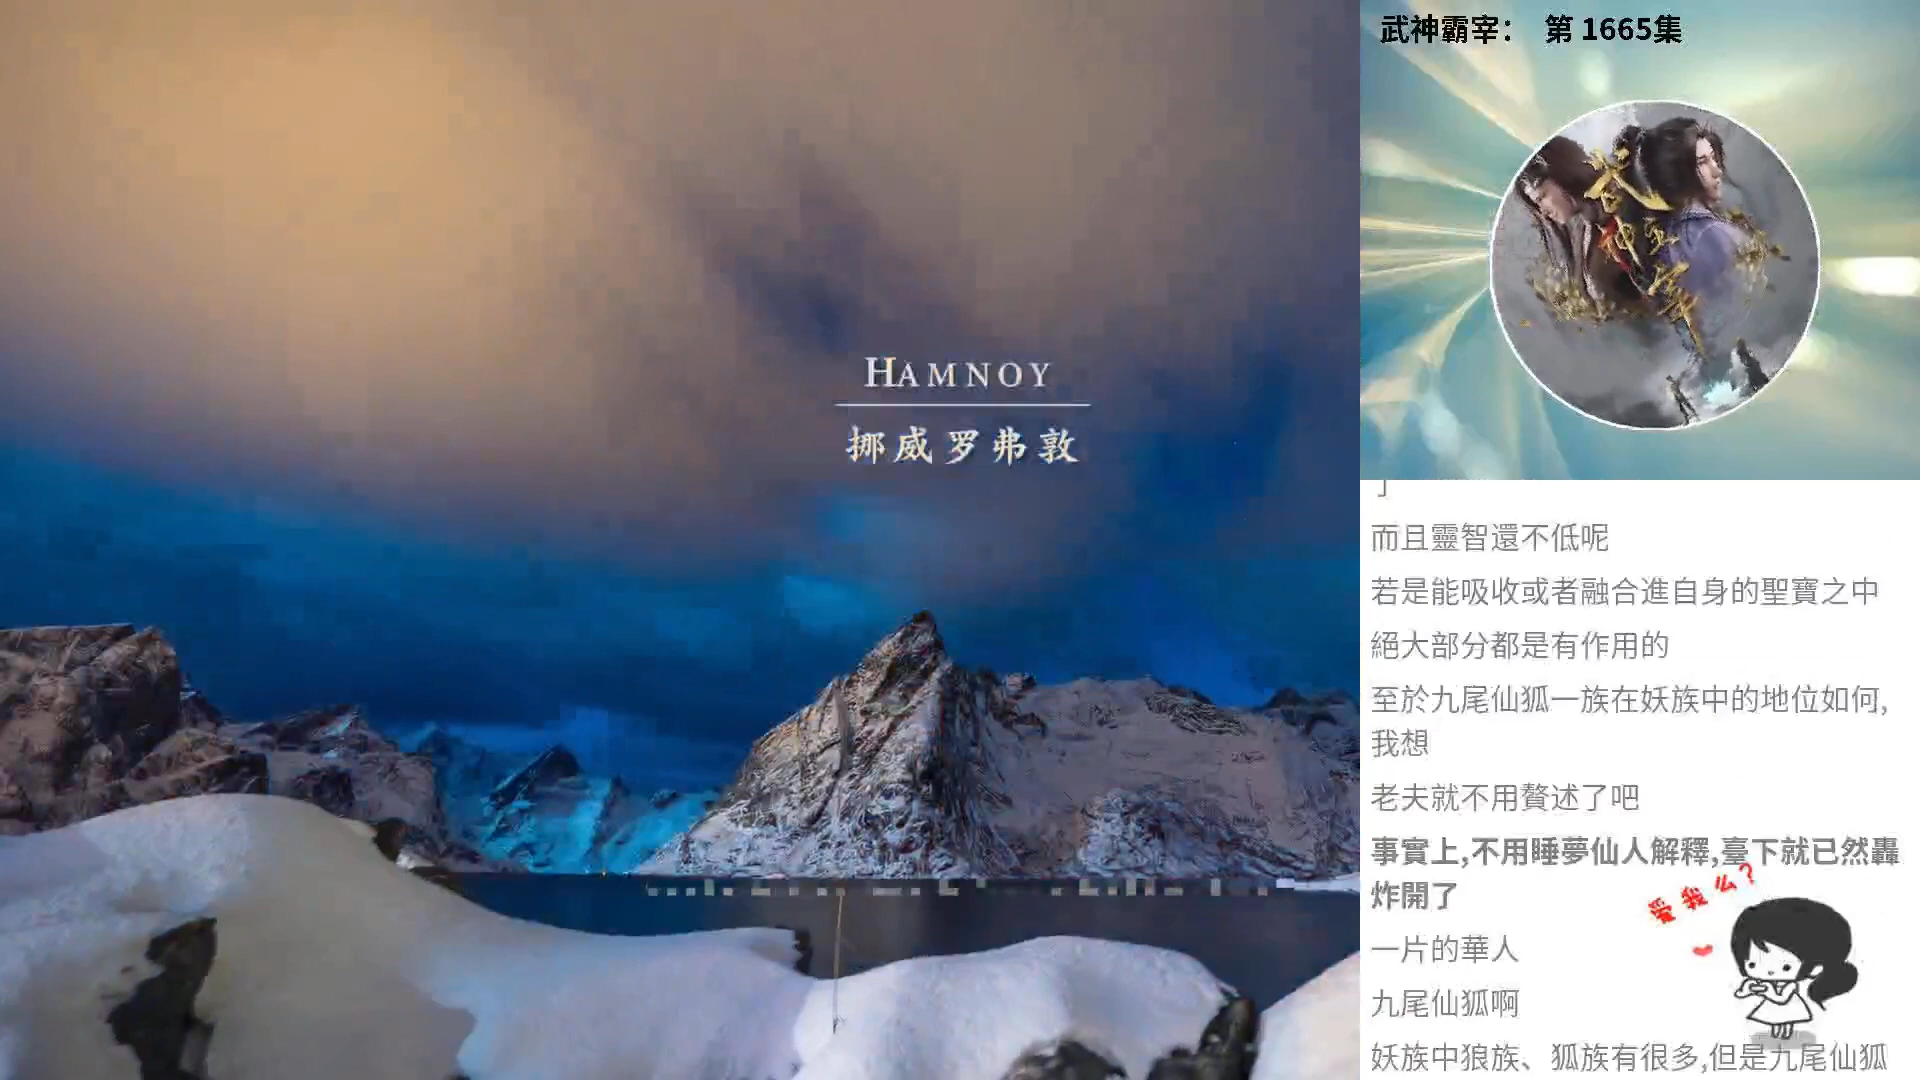 HAMNOY
挪威罗弗敦
武神霸宰： 第 1665集
武神主宰
而且靈智還不低呢
若是能吸收或者融合進自身的聖寶之中
絕大部分都是有作用的
至於九尾仙狐一族在妖族中的地位如何,
我想
老夫就不用贅述了吧
事實上,不用睡夢仙人解釋,臺下就已然轟
炸開了
爱我么?
一片的華人
九尾仙狐啊
妖族中狼族、狐族有很多,但是九尾仙狐